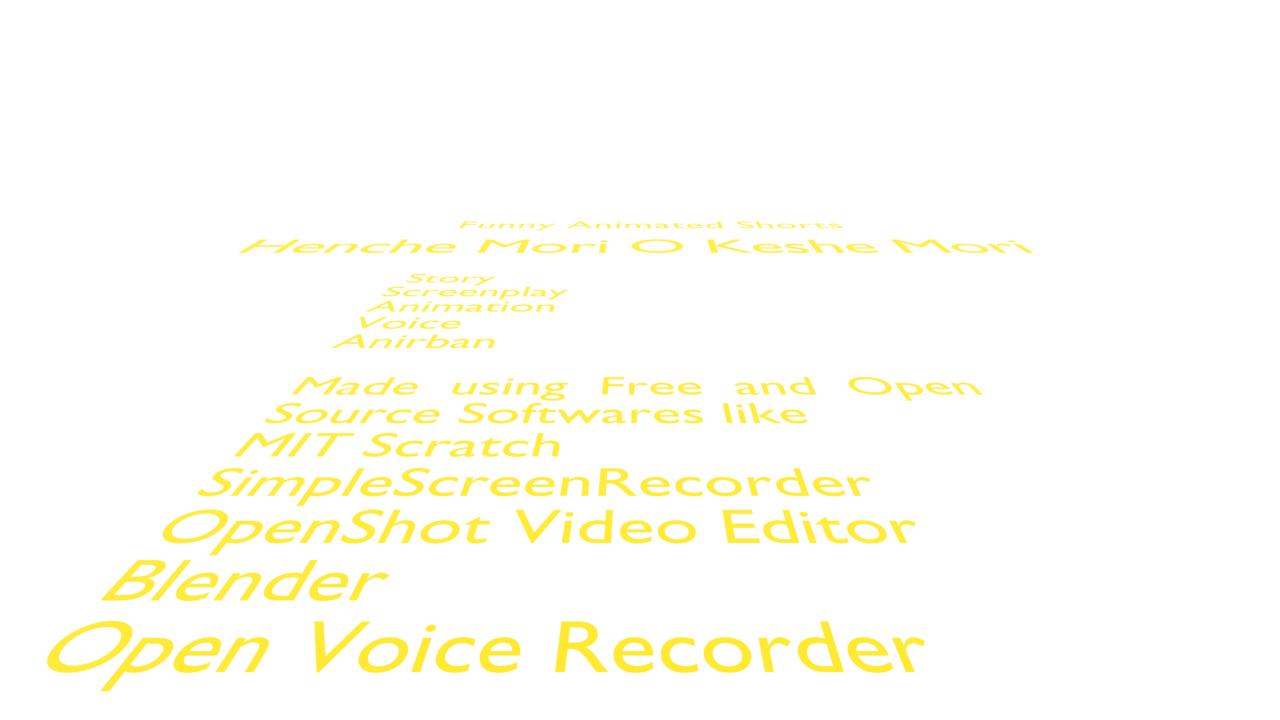 Funny Animated Shorts
Henche Mori O Keshe Mori
Story
Screenplay
Animation
Voice
Anirban
Made using Free and Open
Source Softwares like
MIT Scratch
SimpleScreenRecorder
OpenShot Video Editor
Blender
Open Voice Recorder